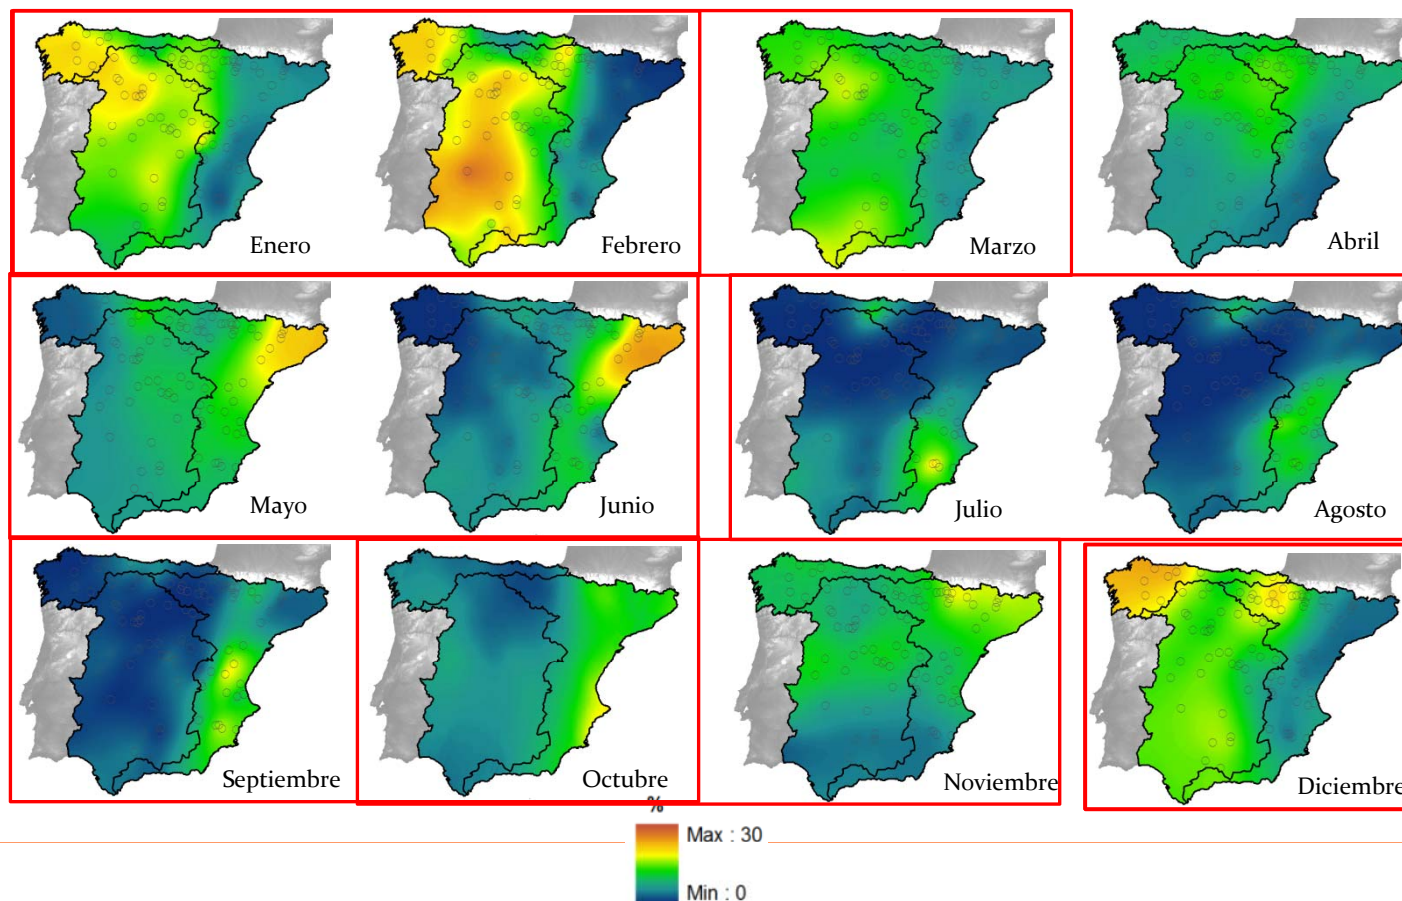 Enero
Febrero
Marzo
Abril
Mayo
Junio
Julio
Agosto
Septiembre
Octubre
Noviembre
Diciembre
%
Max : 30
Min : 0